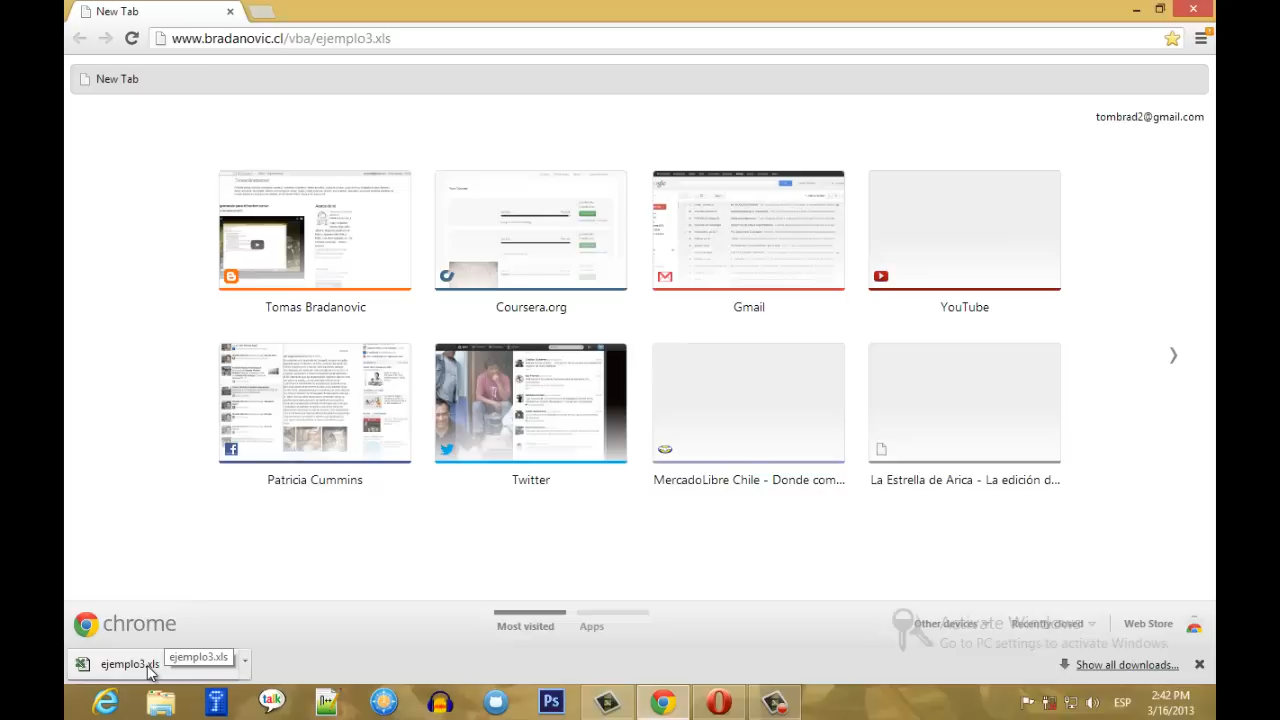 New Tab
www.bradanovic.cl/vba/ejemplo3.xls
New Tab
tombrad2@gmail.com
Tomas Bradanovic
Coursera.org
Gmail
YouTube
Patricia Cummins
Twitter
MercadoLibre Chile - Donde com...
La Estrella de Arica - La edición d...
chrome
Most visited
Apps
Other devices
Recently closed
Web Store
Activate Windows
Go to PC settings to activate Windows.
ejemplo3.xls
ejemplo3.xls
Show all downloads...
talk
Ps
ESP
2:42 PM
3/16/2013